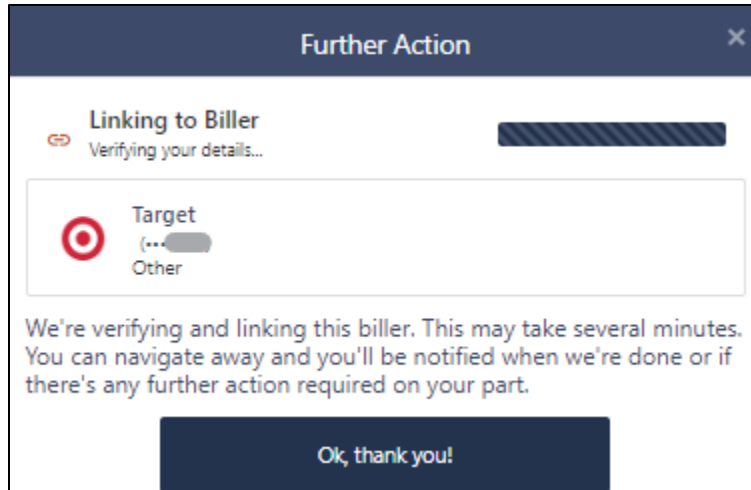 Further Action
Linking to Biller
Verifying your details...
Target
(...
Other
We're verifying and linking this biller. This may take several minutes.
You can navigate away and you'll be notified when we're done or if
there's any further action required on your part.
Ok, thank you!